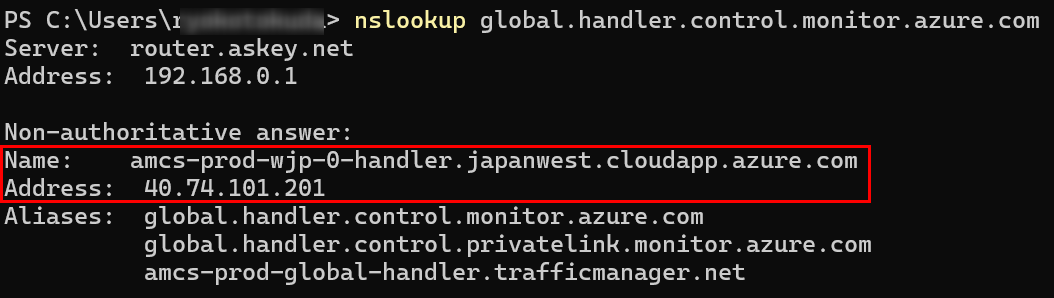 PS C:\Users\r> nslookup global.handler.control.monitor.azure.com
Server:  router.askey.net
Address:  192.168.0.1
Non-authoritative answer:
Name:    amcs-prod-wjp-0-handler.japanwest.cloudapp.azure.com
Address:  40.74.101.201
Aliases:  global.handler.control.monitor.azure.com
global.handler.control.privatelink.monitor.azure.com
amcs-prod-global-handler.trafficmanager.net